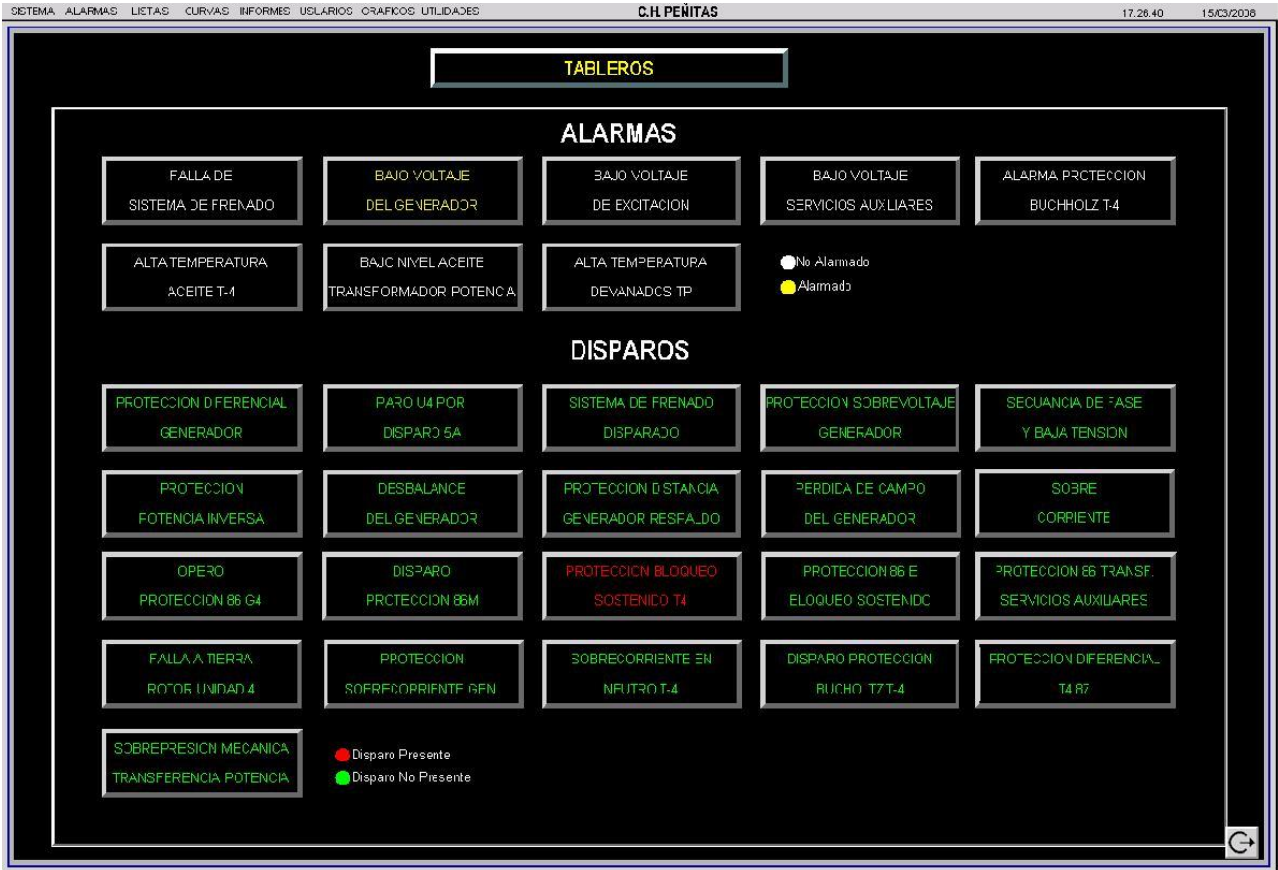 SISTEMA ALARMAS LISTAS CURVAS INFORMES USUARIOS GRAFICOS UTILIDADES C.H. PEÑITAS 17.26.40 15/03/2008
TABLEROS
ALARMAS
FALLA DE
SISTEMA DE FRENADO
BAJO VOLTAJE
DEL GENERADOR
BAJO VOLTAJE
DE EXCITACION
BAJO VOLTAJE
SERVICIOS AUXLIARES
ALARMA PROTECCION
BUCHHOLZ T-4
ALTA TEMPERATURA
ACEITE T-4
BAJO NIVEL ACEITE
TRANSFORMADOR POTENCIA
ALTA TEMPERATURA
DEVANADOS TP
No Alarmado
Alarmado
DISPAROS
PROTECCION DIFERENCIAL
GENERADOR
PARO U4 POR
DISPARO 5A
SISTEMA DE FRENADO
DISPARADO
PROTECCION SOBREVOLTAJE
GENERADOR
SECUANCIA DE FASE
Y BAJA TENSION
PROTECCION
POTENCIA INVERSA
DESBALANCE
DEL GENERADOR
PROTECCION DISTANCIA
GENERADOR RESPALDO
PERDIDA DE CAMPO
DEL GENERADOR
SOBRE
CORRIENTE
OPERO
PROTECCION 86 G4
DISPARO
PROTECCION 86M
PROTECCION BLOQUEO
SOSTENIDO T4
PROTECCION 86 E
BLOQUEO SOSTENIDO
PROTECCION 86 TRANSF.
SERVICIOS AUXILIARES
FALLA A TIERRA
ROTOR UNIDAD 4
PROTECCION
SOBRECORRIENTE GEN
SOBRECORRIENTE EN
NEUTRO T-4
DISPARO PROTECCION
BUCHOLTZ T-4
PROTECCION DIFERENCIAL
T4 87
SOBREPRESION MECANICA
TRANSFERENCIA POTENCIA
Disparo Presente
Disparo No Presente